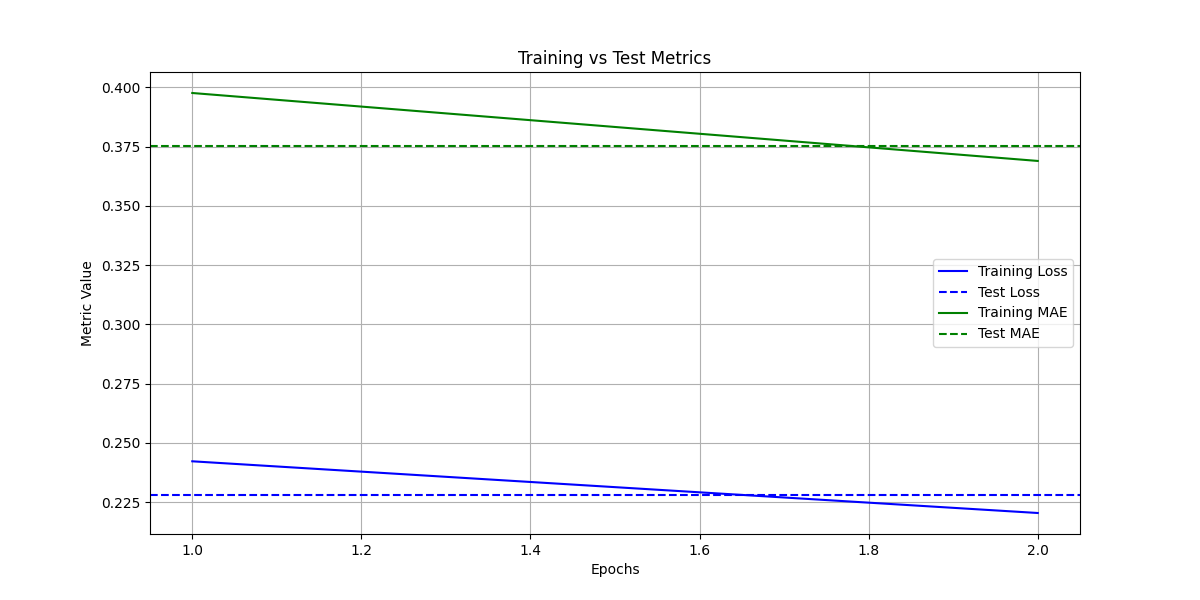 Training vs Test Metrics
Metric Value
0.400
0.375
0.350
0.325
0.300
0.275
0.250
0.225
Training Loss
Test Loss
Training MAE
Test MAE
1.0 1.2 1.4 1.6 1.8 2.0
Epochs